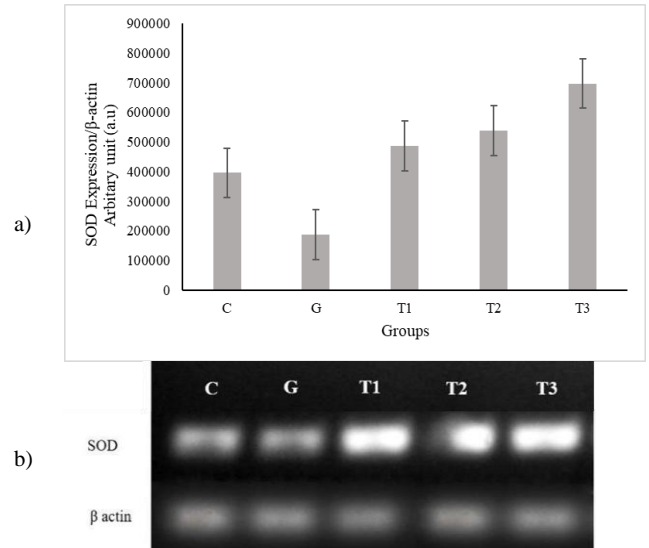 a)
SOD Expression/β-actin
Arbitary unit (a.u)
900000
800000
700000
600000
500000
400000
300000
200000
100000
0
C G T1 T2 T3
Groups
b)
C G T1 T2 T3
SOD
β actin